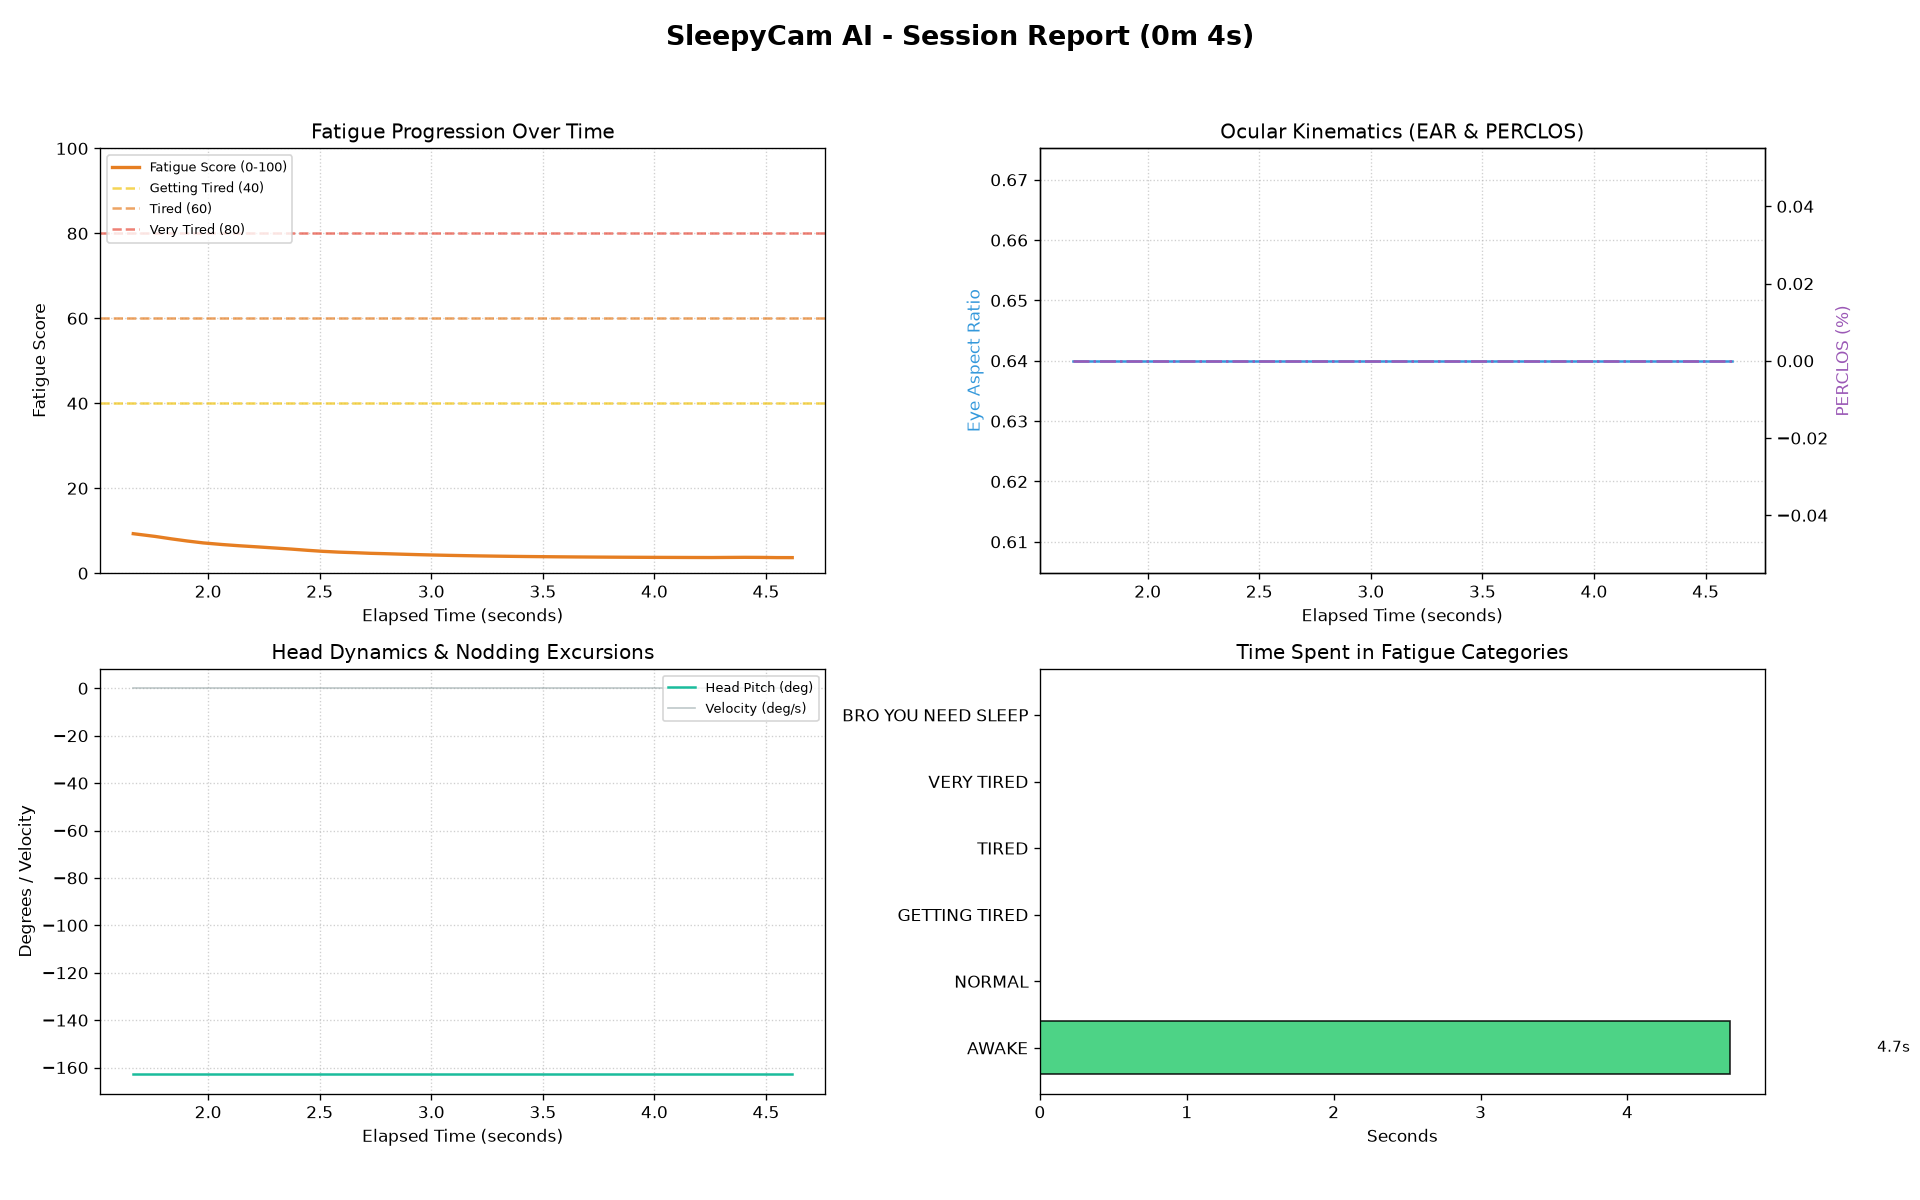 SleepyCam AI - Session Report (0m 4s)
Fatigue Progression Over Time
Fatigue Score
100
80
60
40
20
0
Fatigue Score (0-100)
Getting Tired (40)
Tired (60)
Very Tired (80)
2.0 2.5 3.0 3.5 4.0 4.5
Elapsed Time (seconds)
Ocular Kinematics (EAR & PERCLOS)
Eye Aspect Ratio
0.67
0.66
0.65
0.64
0.63
0.62
0.61
0.04
0.02
0.00
−0.02
−0.04
PERCLOS (%)
2.0 2.5 3.0 3.5 4.0 4.5
Elapsed Time (seconds)
Head Dynamics & Nodding Excursions
Degrees / Velocity
0
−20
−40
−60
−80
−100
−120
−140
−160
Head Pitch (deg)
Velocity (deg/s)
2.0 2.5 3.0 3.5 4.0 4.5
Elapsed Time (seconds)
Time Spent in Fatigue Categories
BRO YOU NEED SLEEP
VERY TIRED
TIRED
GETTING TIRED
NORMAL
AWAKE
4.7s
0 1 2 3 4
Seconds